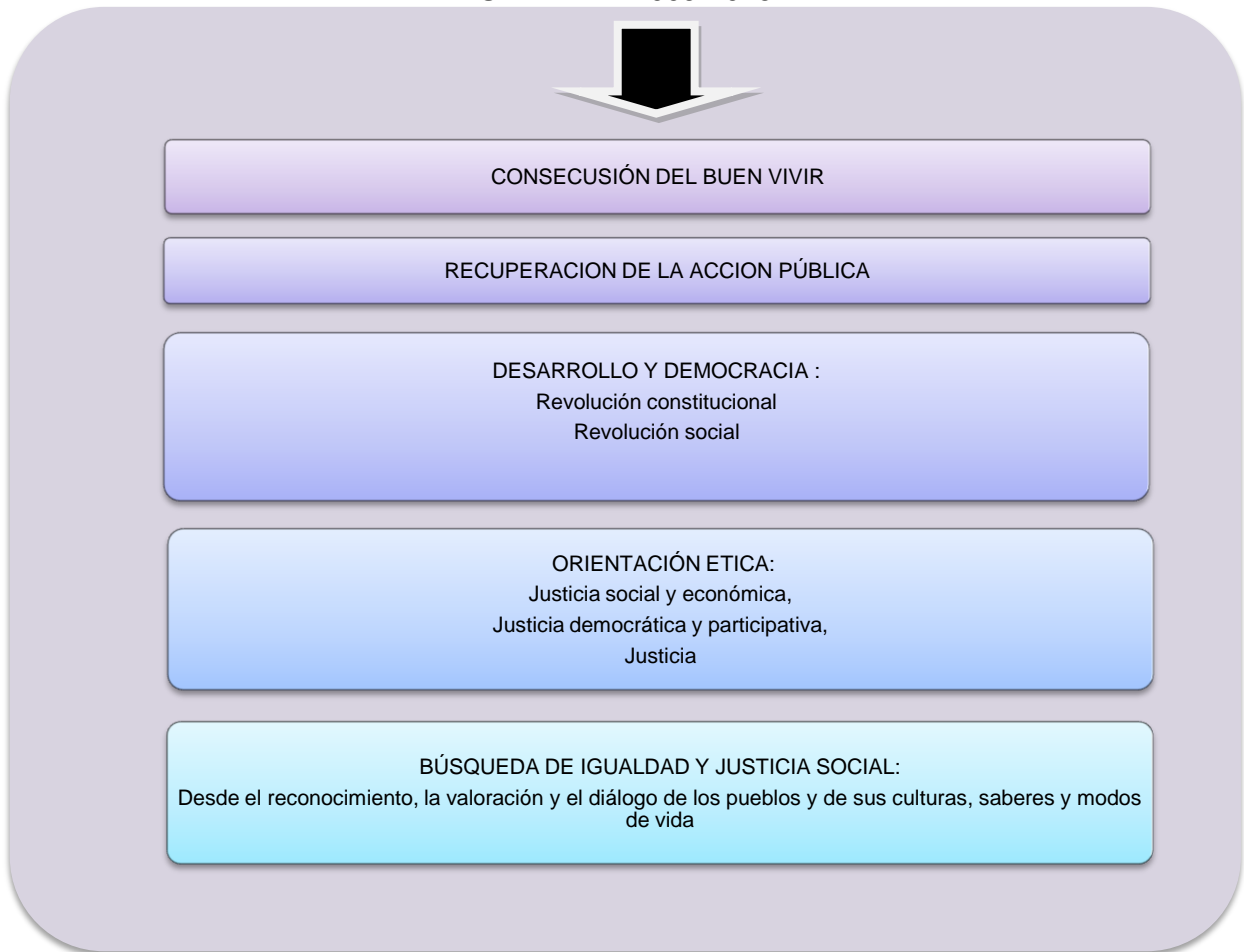 CONSECUSIÓN DEL BUEN VIVIR
RECUPERACION DE LA ACCION PÚBLICA
DESARROLLO Y DEMOCRACIA :
Revolución constitucional
Revolución social
ORIENTACIÓN ETICA:
Justicia social y económica,
Justicia democrática y participativa,
Justicia
BÚSQUEDA DE IGUALDAD Y JUSTICIA SOCIAL:
Desde el reconocimiento, la valoración y el diálogo de los pueblos y de sus culturas, saberes y modos
de vida